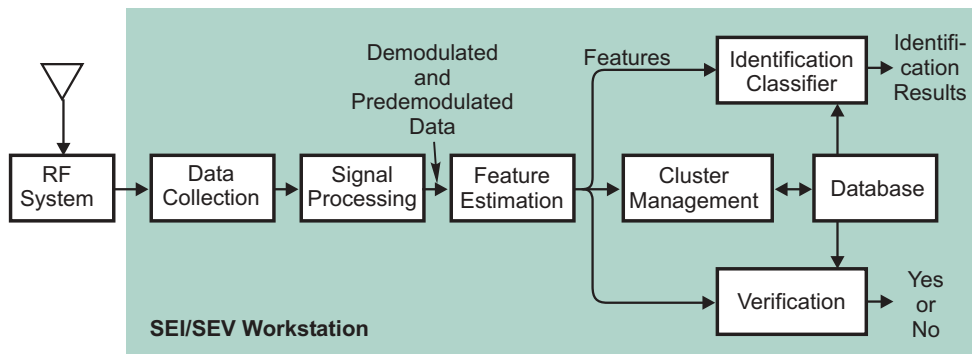 Demodulated
and
Predemodulated
Data
Features
Identification
Classifier
Identifi-
cation
Results
RF
System
Data
Collection
Signal
Processing
Feature
Estimation
Cluster
Management
Database
Verification
Yes
or
No
SEI/SEV Workstation